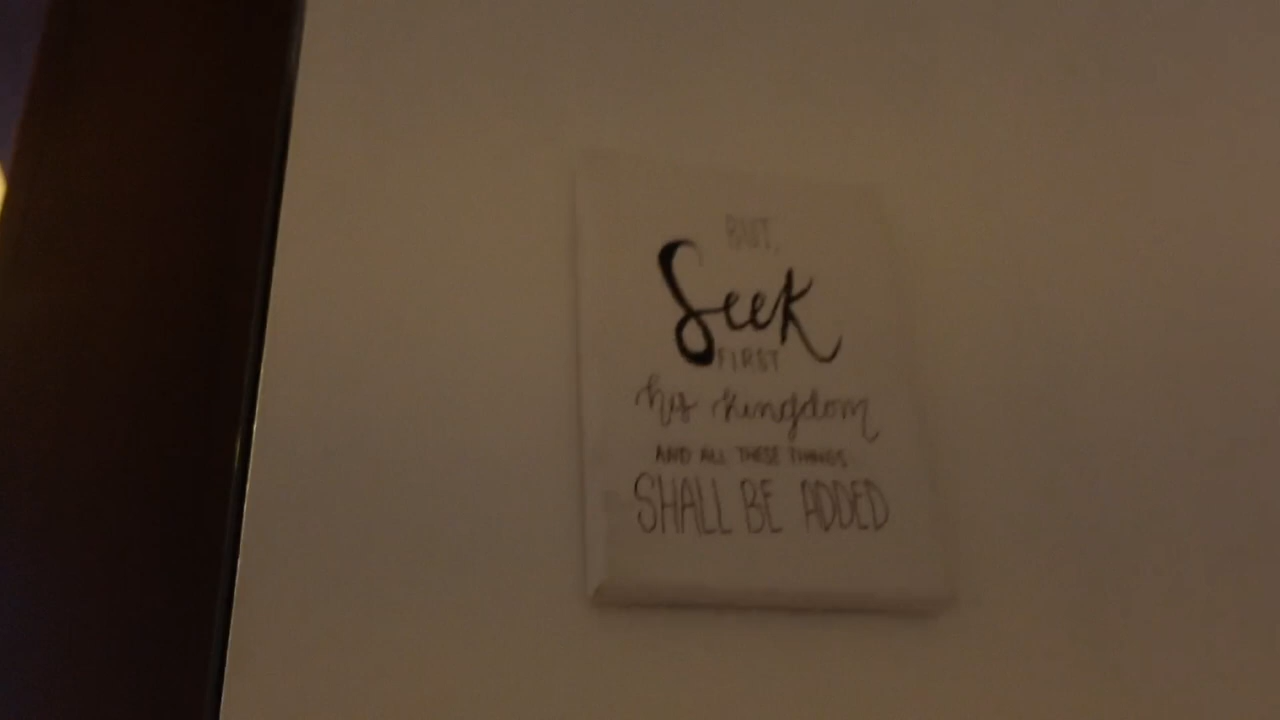 BUT,
Seek
FIRST
his kingdom
AND ALL THESE THINGS
SHALL BE ADDED